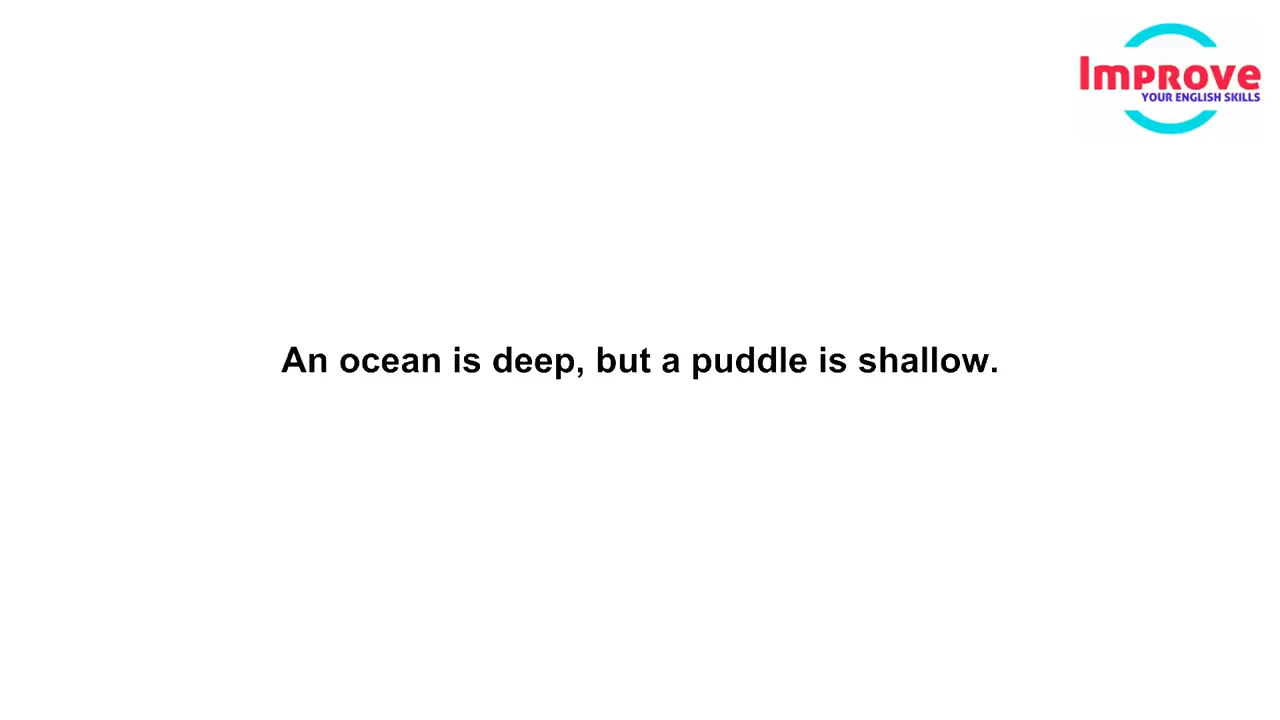 Improve
YOUR ENGLISH SKILLS
An ocean is deep, but a puddle is shallow.